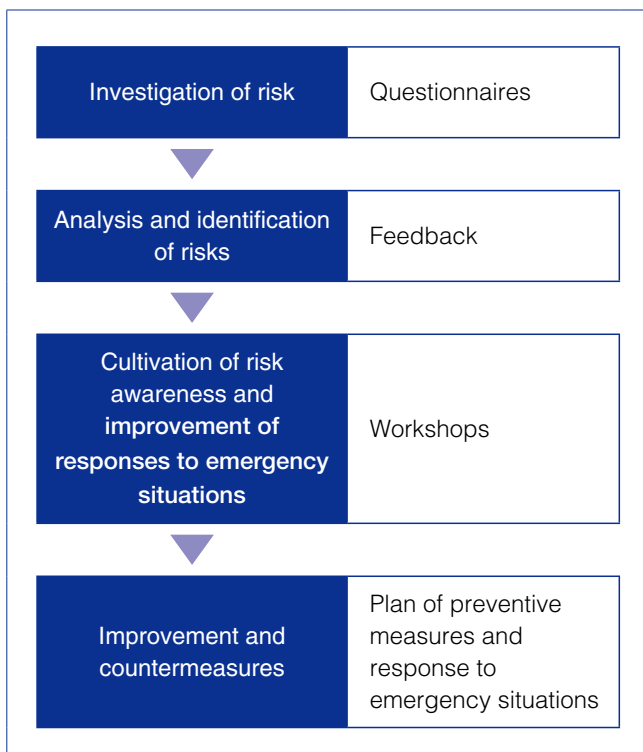 Investigation of risk
Questionnaires
Analysis and identification
of risks
Feedback
Cultivation of risk
awareness and
improvement of
responses to emergency
situations
Workshops
Improvement and
countermeasures
Plan of preventive
measures and
response to
emergency situations